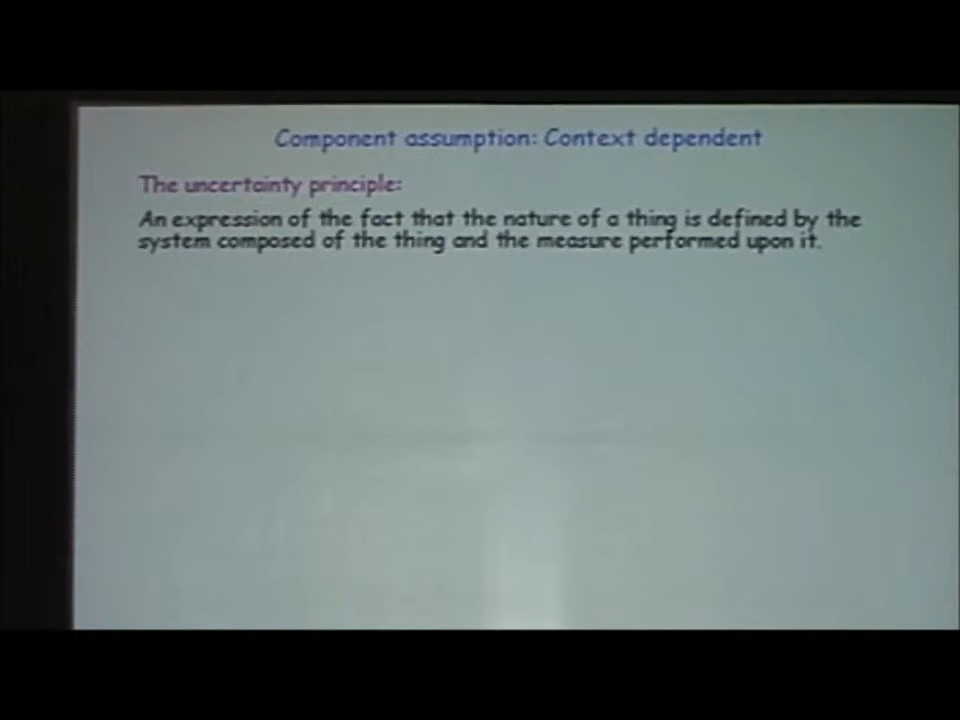 Component assumption: Context dependent
The uncertainty principle:
An expression of the fact that the nature of a thing is defined by the
system composed of the thing and the measure performed upon it.